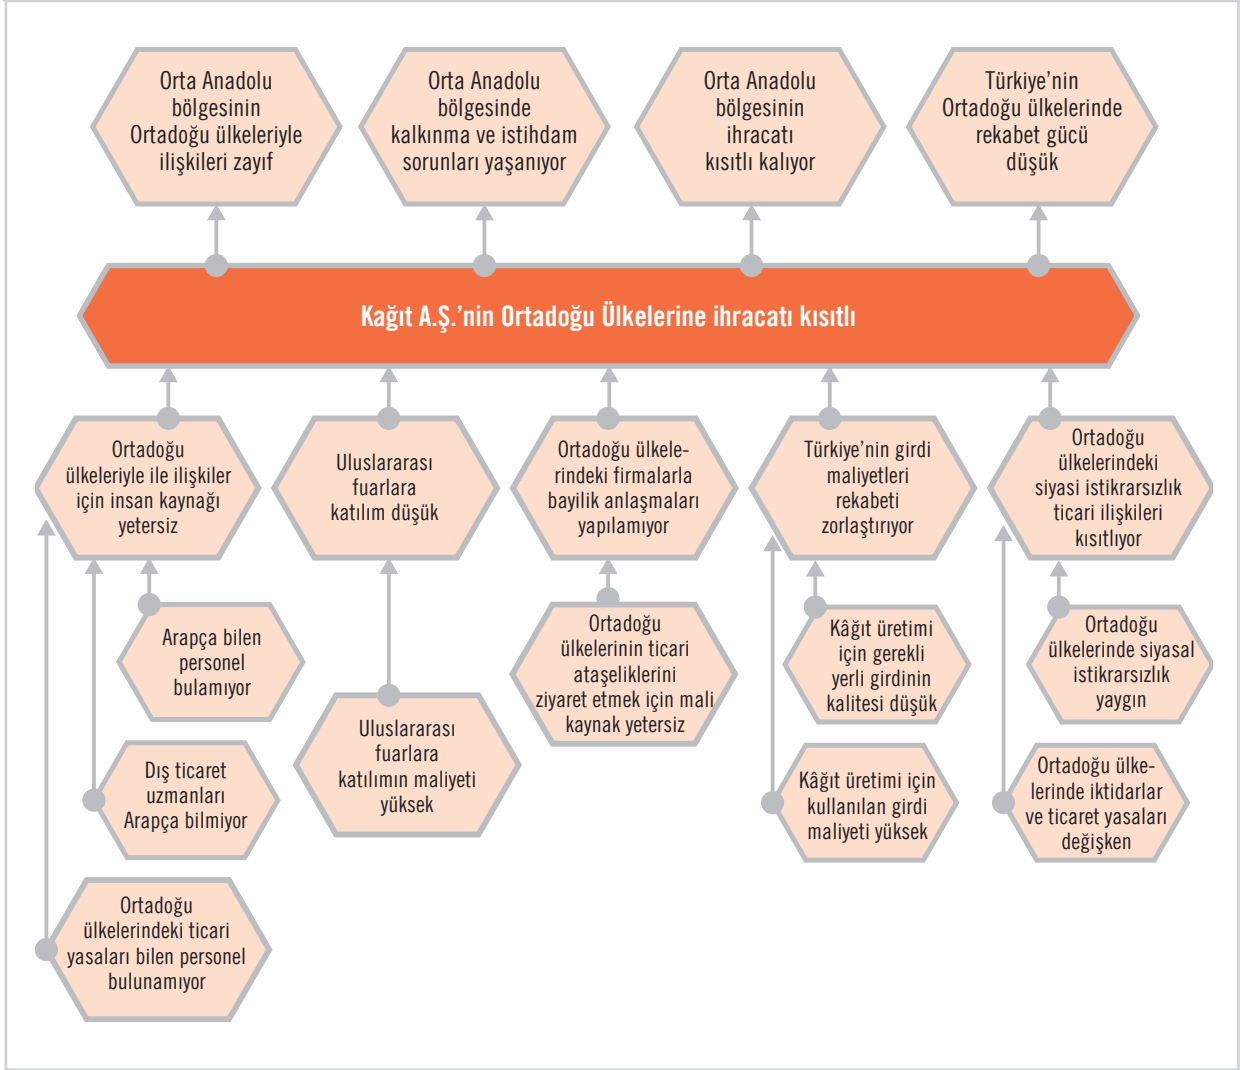 Orta Anadolu
bölgesinin
Ortadoğu ülkeleriyle
ilişkileri zayıf
Orta Anadolu
bölgesinde
kalkınma ve istihdam
sorunları yaşanıyor
Orta Anadolu
bölgesinin
ihracatı
kısıtlı kalıyor
Türkiye’nin
Ortadoğu ülkelerinde
rekabet gücü
düşük
Kağıt A.Ş.’nin Ortadoğu Ülkelerine ihracatı kısıtlı
Ortadoğu
ülkeleriyle ile ilişkiler
için insan kaynağı
yetersiz
Uluslararası
fuarlara
katılım düşük
Ortadoğu ülkele-
rindeki firmalarla
bayilik anlaşmaları
yapılamıyor
Türkiye’nin girdi
maliyetleri
rekabeti
zorlaştırıyor
Ortadoğu
ülkelerindeki
siyasi istikrarsızlık
ticari ilişkileri
kısıtlıyor
Arapça bilen
personel
bulamıyor
Dış ticaret
uzmanları
Arapça bilmiyor
Ortadoğu
ülkelerindeki ticari
yasaları bilen personel
bulunamıyor
Uluslararası
fuarlara
katılımın maliyeti
yüksek
Ortadoğu
ülkelerinin ticari
ataşeliklerini
ziyaret etmek için mali
kaynak yetersiz
Kâğıt üretimi
için gerekli
yerli girdinin
kalitesi düşük
Kâğıt üretimi için
kullanılan girdi
maliyeti yüksek
Ortadoğu
ülkelerinde siyasal
istikrarsızlık
yaygın
Ortadoğu ülke-
lerinde iktidarlar
ve ticaret yasaları
değişken